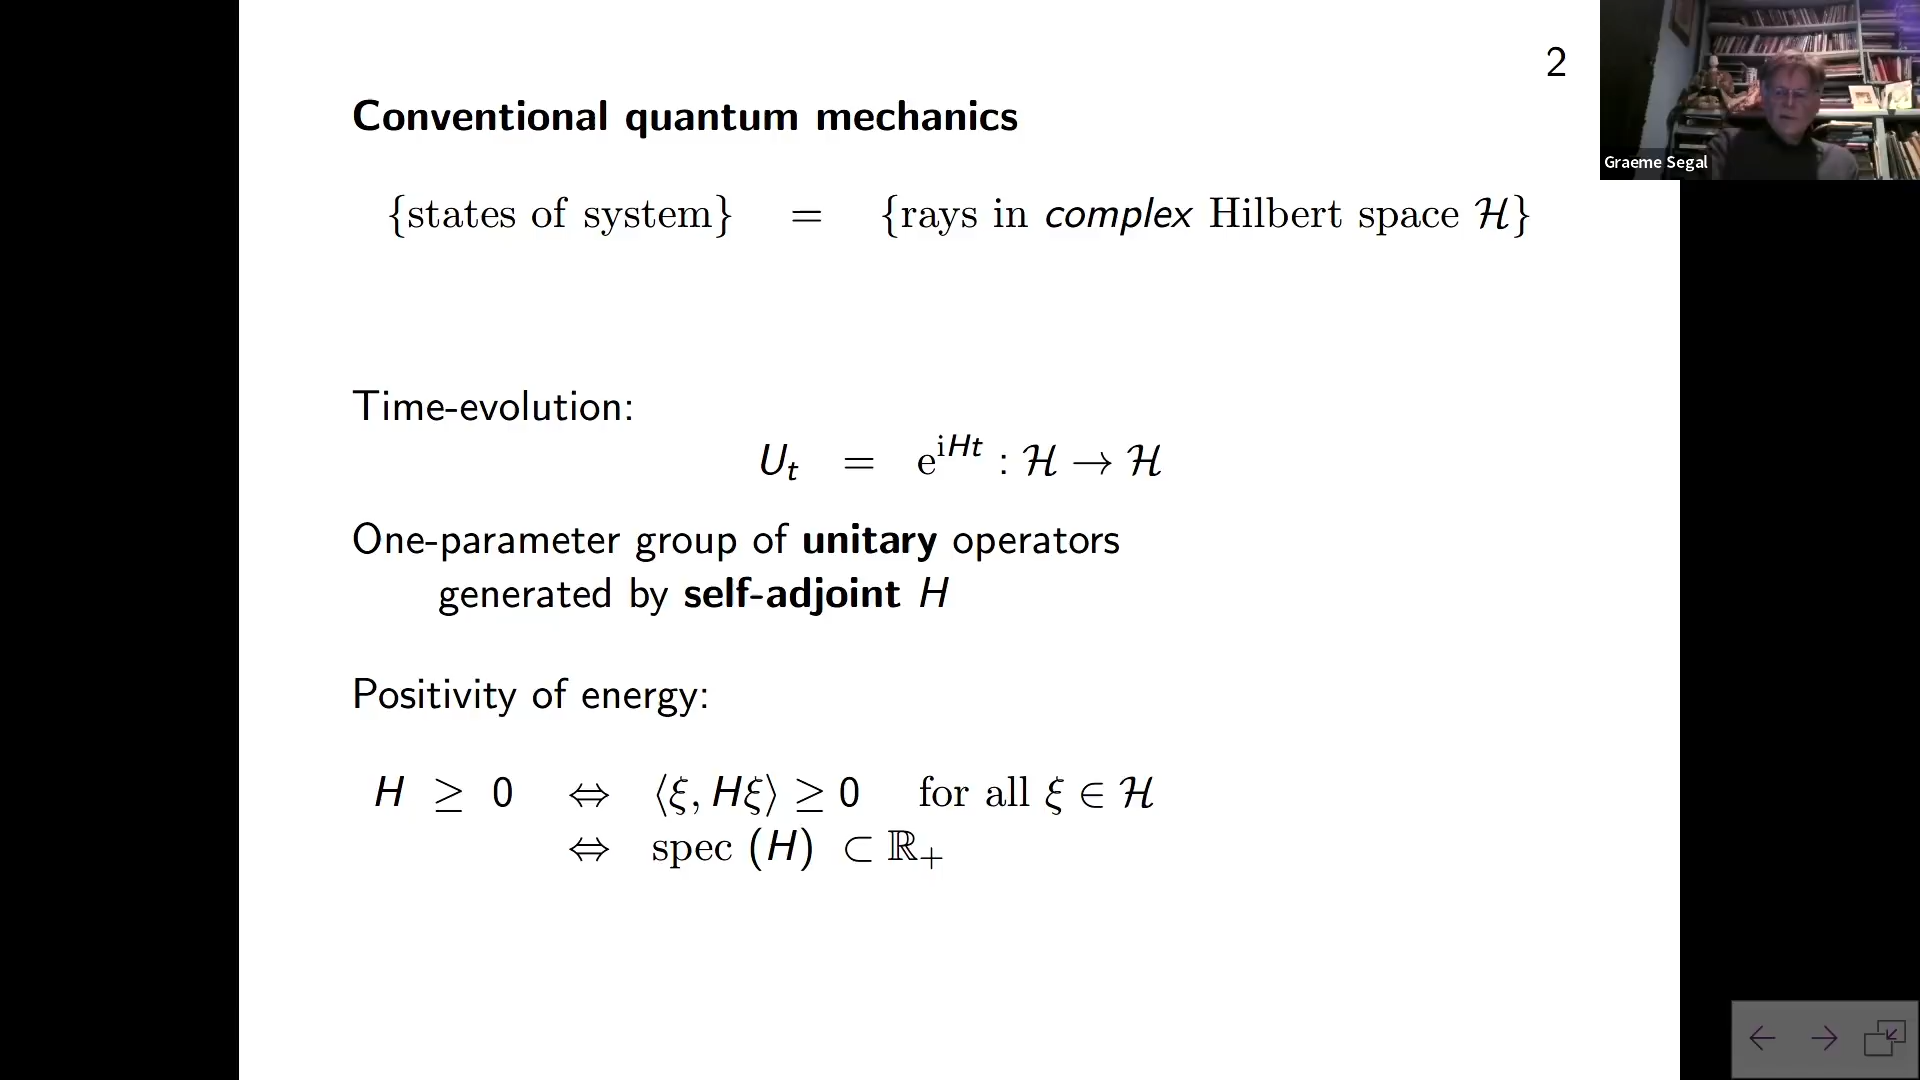 2
Graeme Segal
Conventional quantum mechanics
{states of system} = {rays in complex Hilbert space ℋ}
Time-evolution:
U_t = e^{iHt} : ℋ → ℋ
One-parameter group of unitary operators
generated by self-adjoint H
Positivity of energy:
H ≥ 0 ⇔ ⟨ξ, Hξ⟩ ≥ 0 for all ξ ∈ ℋ
⇔ spec (H) ⊂ ℝ₊